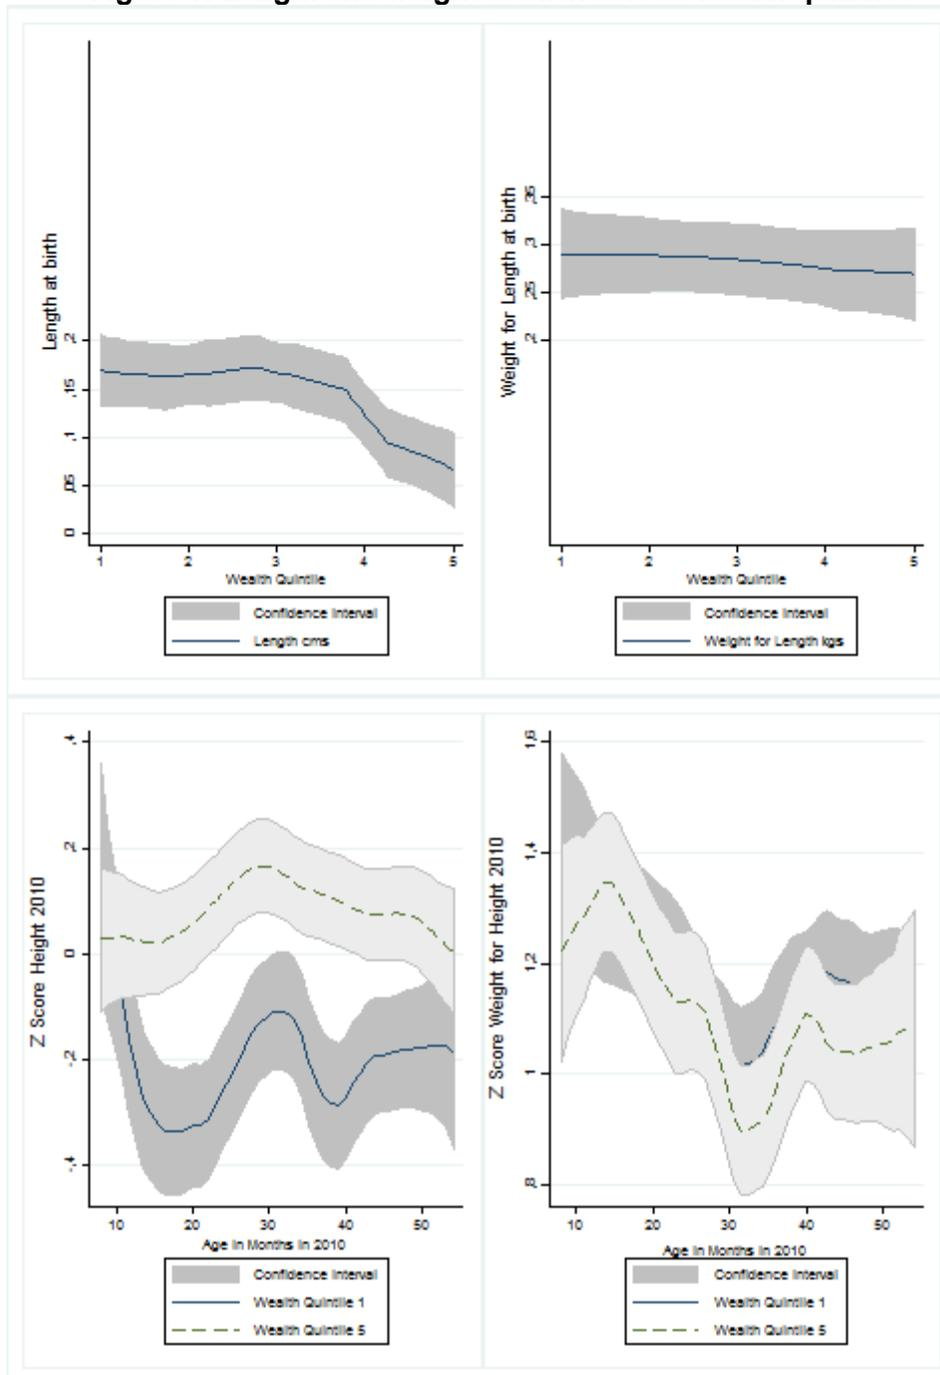 Length at birth
,2
,15
,1
,05
0
1 2 3 4 5
Wealth Quintile
Confidence Interval
Length cms
Weight for Length at birth
,35
,3
,25
,2
1 2 3 4 5
Wealth Quintile
Confidence Interval
Weight for Length kgs
Z Score Height 2010
,4
,2
0
-,2
-,4
10 20 30 40 50
Age in Months in 2010
Confidence Interval
Wealth Quintile 1
Wealth Quintile 5
Z Score Weight for Height 2010
1,6
1,4
1,2
1
,8
10 20 30 40 50
Age in Months in 2010
Confidence Interval
Wealth Quintile 1
Wealth Quintile 5